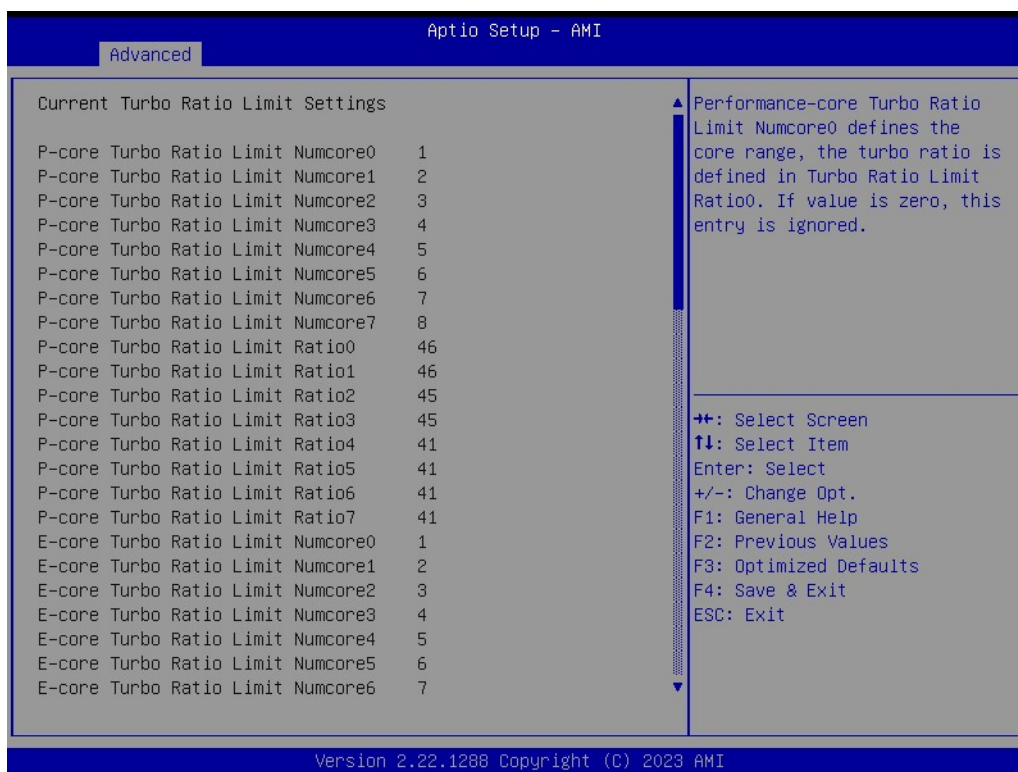 Aptio Setup – AMI
Advanced
Current Turbo Ratio Limit Settings
P-core Turbo Ratio Limit Numcore0 1
P-core Turbo Ratio Limit Numcore1 2
P-core Turbo Ratio Limit Numcore2 3
P-core Turbo Ratio Limit Numcore3 4
P-core Turbo Ratio Limit Numcore4 5
P-core Turbo Ratio Limit Numcore5 6
P-core Turbo Ratio Limit Numcore6 7
P-core Turbo Ratio Limit Numcore7 8
P-core Turbo Ratio Limit Ratio0 46
P-core Turbo Ratio Limit Ratio1 46
P-core Turbo Ratio Limit Ratio2 45
P-core Turbo Ratio Limit Ratio3 45
P-core Turbo Ratio Limit Ratio4 41
P-core Turbo Ratio Limit Ratio5 41
P-core Turbo Ratio Limit Ratio6 41
P-core Turbo Ratio Limit Ratio7 41
E-core Turbo Ratio Limit Numcore0 1
E-core Turbo Ratio Limit Numcore1 2
E-core Turbo Ratio Limit Numcore2 3
E-core Turbo Ratio Limit Numcore3 4
E-core Turbo Ratio Limit Numcore4 5
E-core Turbo Ratio Limit Numcore5 6
E-core Turbo Ratio Limit Numcore6 7
Performance-core Turbo Ratio
Limit Numcore0 defines the
core range, the turbo ratio is
defined in Turbo Ratio Limit
Ratio0. If value is zero, this
entry is ignored.
→←: Select Screen
↑↓: Select Item
Enter: Select
+/-: Change Opt.
F1: General Help
F2: Previous Values
F3: Optimized Defaults
F4: Save & Exit
ESC: Exit
Version 2.22.1288 Copyright (C) 2023 AMI